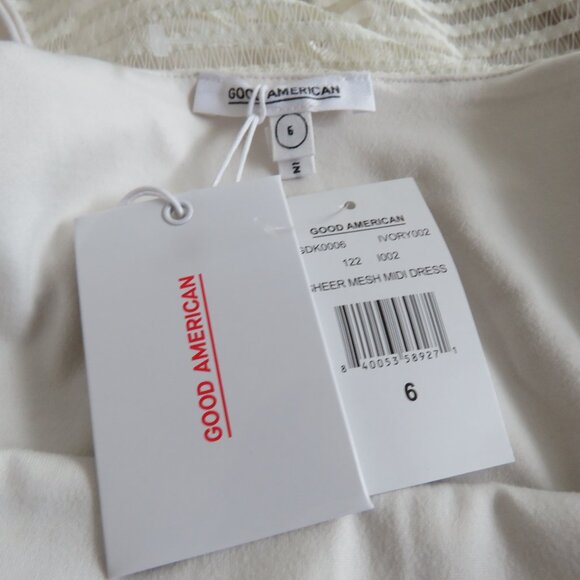 GOOD AMERICAN
6
GOOD AMERICAN
GOOD AMERICAN
GDK0006 IVORY002
122 I002
SHEER MESH MIDI DRESS
8 40053 58927 1
6